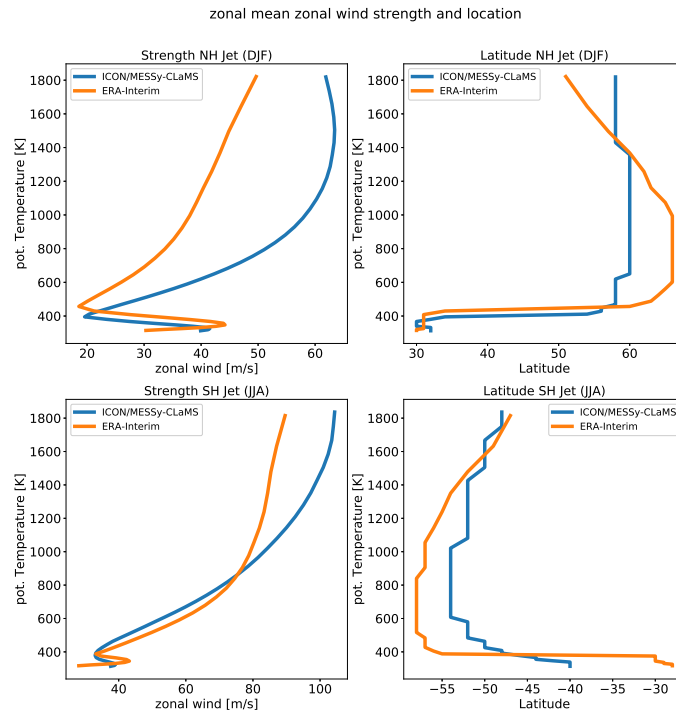 zonal mean zonal wind strength and location
Strength NH Jet (DJF)
ICON/MESSy-CLaMS
ERA-Interim
1800
1600
1400
1200
1000
800
600
400
pot. Temperature [K]
20 30 40 50 60
zonal wind [m/s]
Latitude NH Jet (DJF)
ICON/MESSy-CLaMS
ERA-Interim
1800
1600
1400
1200
1000
800
600
400
pot. Temperature [K]
30 40 50 60
Latitude
Strength SH Jet (JJA)
ICON/MESSy-CLaMS
ERA-Interim
1800
1600
1400
1200
1000
800
600
400
pot. Temperature [K]
40 60 80 100
zonal wind [m/s]
Latitude SH Jet (JJA)
ICON/MESSy-CLaMS
ERA-Interim
1800
1600
1400
1200
1000
800
600
400
pot. Temperature [K]
−55 −50 −45 −40 −35 −30
Latitude